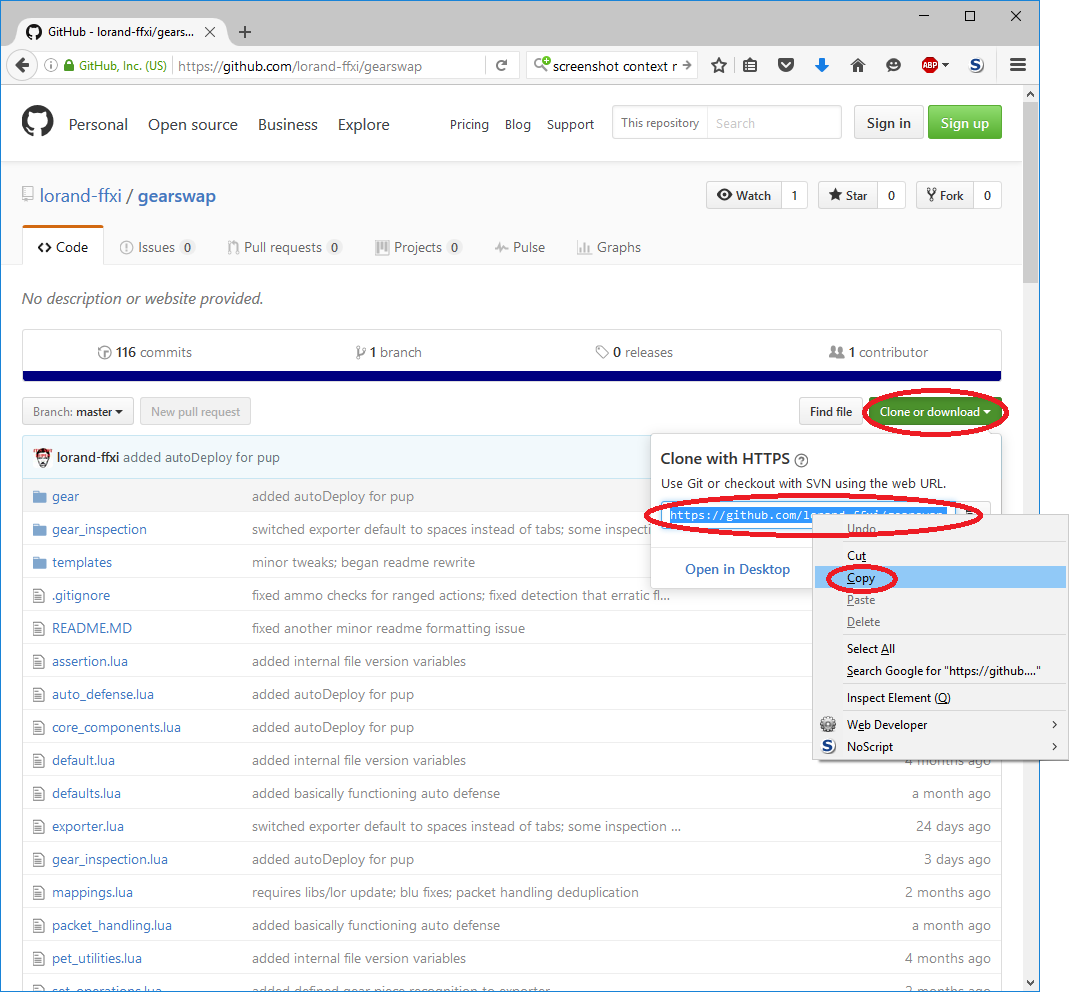 GitHub - lorand-ffxi/gears...
GitHub, Inc. (US) https://github.com/lorand-ffxi/gearswap screenshot context r ABP S
Personal Open source Business Explore Pricing Blog Support This repository Search Sign in Sign up
lorand-ffxi / gearswap Watch 1 Star 0 Fork 0
Code Issues 0 Pull requests 0 Projects 0 Pulse Graphs
No description or website provided.
116 commits 1 branch 0 releases 1 contributor
Branch: master New pull request Find file Clone or download
lorand-ffxi added autoDeploy for pup
Clone with HTTPS ?
Use Git or checkout with SVN using the web URL.
https://github.com/lorand-ffxi/gearswap
Open in Desktop
Undo
Cut
Copy
Paste
Delete
Select All
Search Google for "https://github...."
Inspect Element (Q)
Web Developer
S NoScript
gear added autoDeploy for pup
gear_inspection switched exporter default to spaces instead of tabs; some inspecti
templates minor tweaks; began readme rewrite
.gitignore fixed ammo checks for ranged actions; fixed detection that erratic fl...
README.MD fixed another minor readme formatting issue
assertion.lua added internal file version variables
auto_defense.lua added autoDeploy for pup
core_components.lua added autoDeploy for pup
default.lua added internal file version variables 4 months ago
defaults.lua added basically functioning auto defense a month ago
exporter.lua switched exporter default to spaces instead of tabs; some inspection ... 24 days ago
gear_inspection.lua added autoDeploy for pup 3 days ago
mappings.lua requires libs/lor update; blu fixes; packet handling deduplication 2 months ago
packet_handling.lua added basically functioning auto defense a month ago
pet_utilities.lua added internal file version variables 4 months ago
set_operations.lua added defined gear piece recognition to exporter 2 months ago